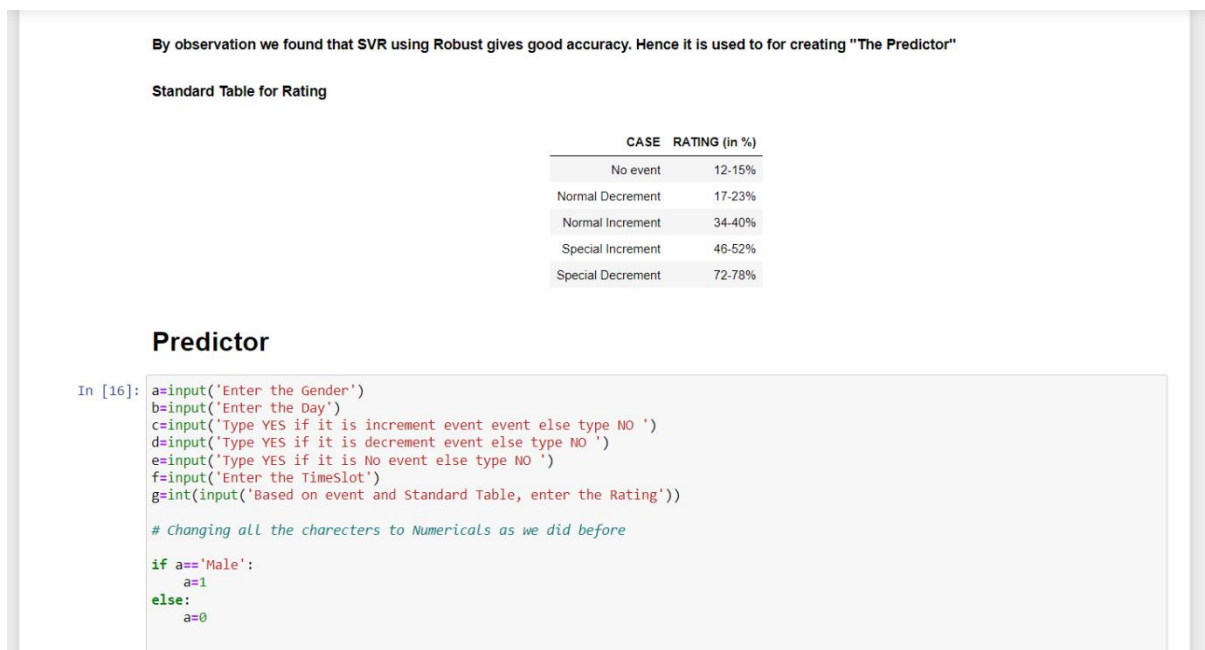 By observation we found that SVR using Robust gives good accuracy. Hence it is used to for creating "The Predictor"
Standard Table for Rating
CASE RATING (in %)
No event 12-15%
Normal Decrement 17-23%
Normal Increment 34-40%
Special Increment 46-52%
Special Decrement 72-78%
Predictor
In [16]: a=input('Enter the Gender')
b=input('Enter the Day')
c=input('Type YES if it is increment event event else type NO ')
d=input('Type YES if it is decrement event else type NO ')
e=input('Type YES if it is No event else type NO ')
f=input('Enter the TimeSlot')
g=int(input('Based on event and Standard Table, enter the Rating'))
# Changing all the charecters to Numericals as we did before
if a=='Male':
    a=1
else:
    a=0